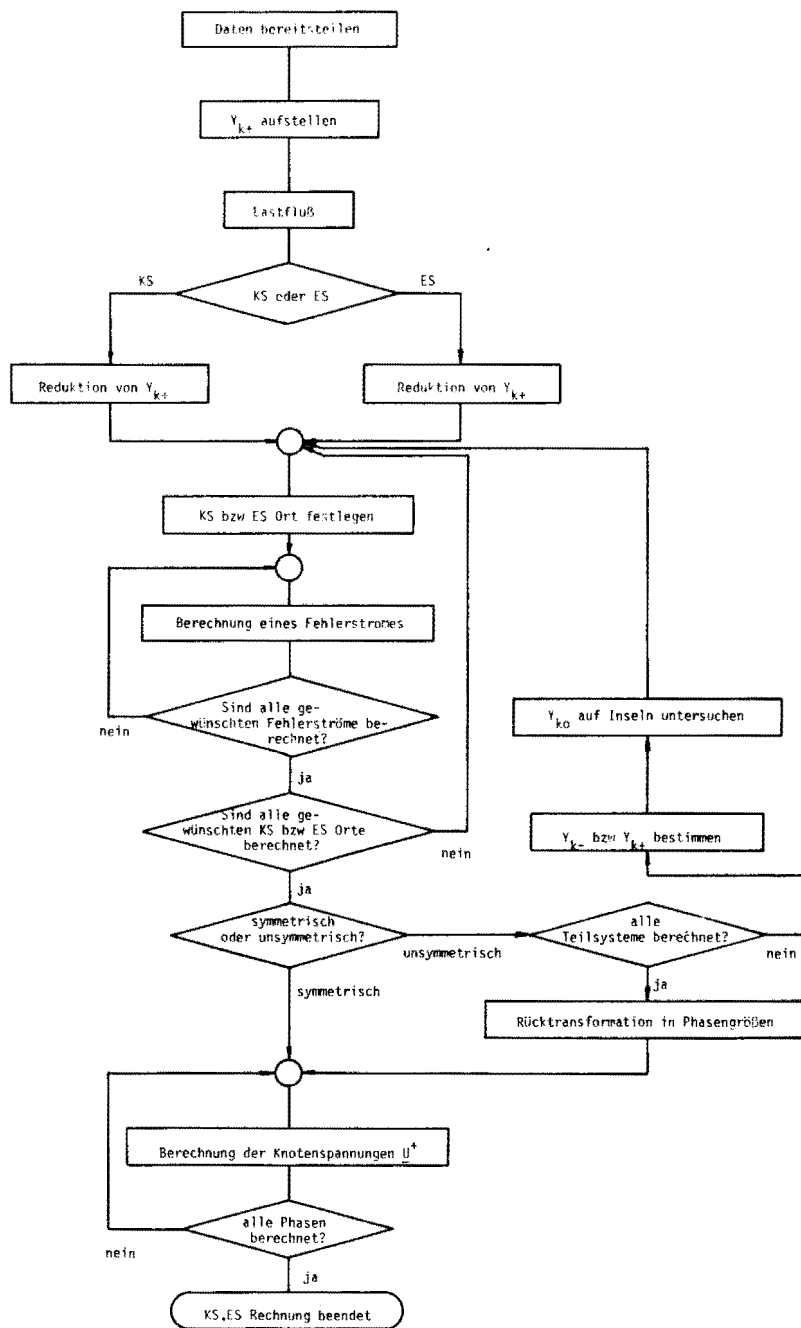 Daten bereitsteilen
Y_k+ aufstellen
Lastfluß
KS
ES
KS oder ES
Reduktion von Y_k+
Reduktion von Y_k+
KS bzw ES Ort festlegen
Berechnung eines Fehlerstromes
Sind alle ge-
wünschten Fehlerströme be-
rechnet?
nein
ja
Y_ko auf Inseln untersuchen
Sind alle ge-
wünschten KS bzw ES Orte
berechnet?
nein
ja
Y_k- bzw Y_k+ bestimmen
symmetrisch
oder unsymmetrisch?
unsymmetrisch
symmetrisch
alle
Teilsysteme berechnet?
nein
ja
Rücktransformation in Phasengrößen
Berechnung der Knotenspannungen U⁺
alle Phasen
berechnet?
nein
ja
KS,ES Rechnung beendet